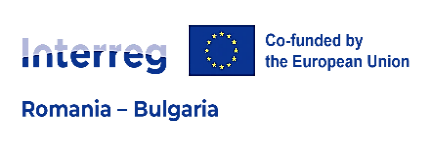 Interreg
Co-funded by
the European Union
Romania – Bulgaria